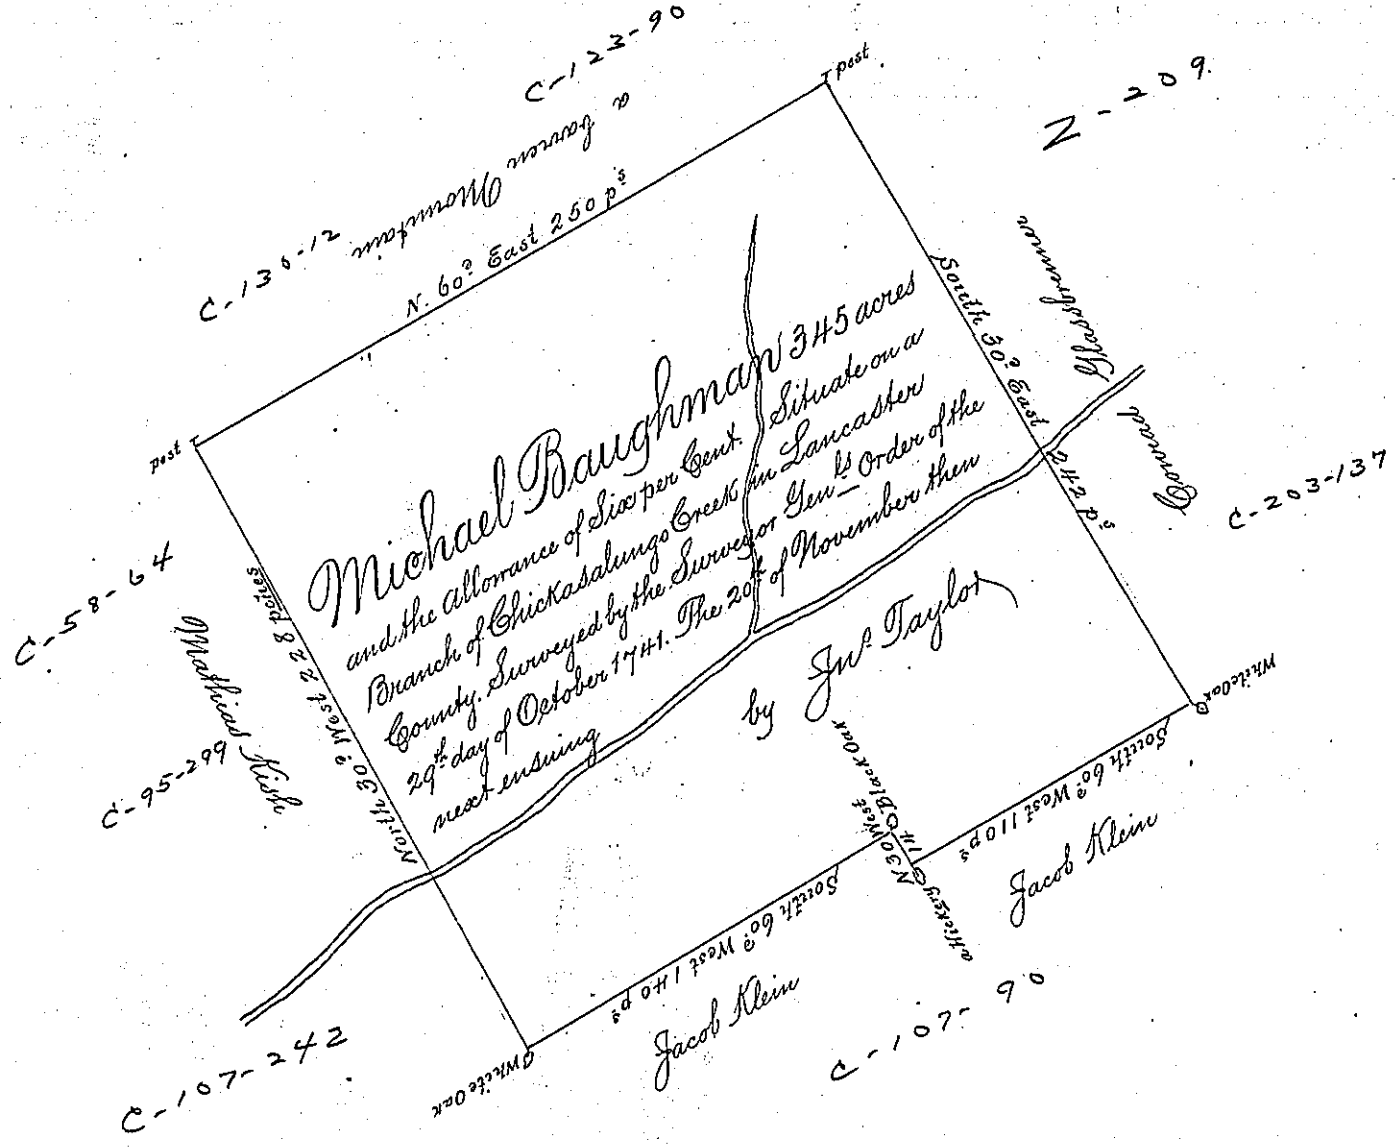 C-123-90
a barren Mountain
C-130-12
N. 60? East 250 pˢ
post
post
Z-209.
South 30? East 242 pˢ
Conrad Glassbrenner
C-203-137
Michael Baughman 345 acres
and the allowance of Six per Cent. Situate on a
Branch of Chickasalungo Creek in Lancaster
County. Surveyed by the Surveyor Genˡˢ Order of the
29ᵗʰ day of October 1741. The 20ᵗʰ of November then
next ensuing
by Jnº Taylor
C-58-64
Mathias Kish
C-95-299
North 30? West 228 poles
White Oak
South 60? West 110 pˢ
Jacob Klein
Black Oak
N 30 West 14
a Hickery
South 60? West 140 pˢ
Jacob Klein
C-107-90
White Oak
C-107-242